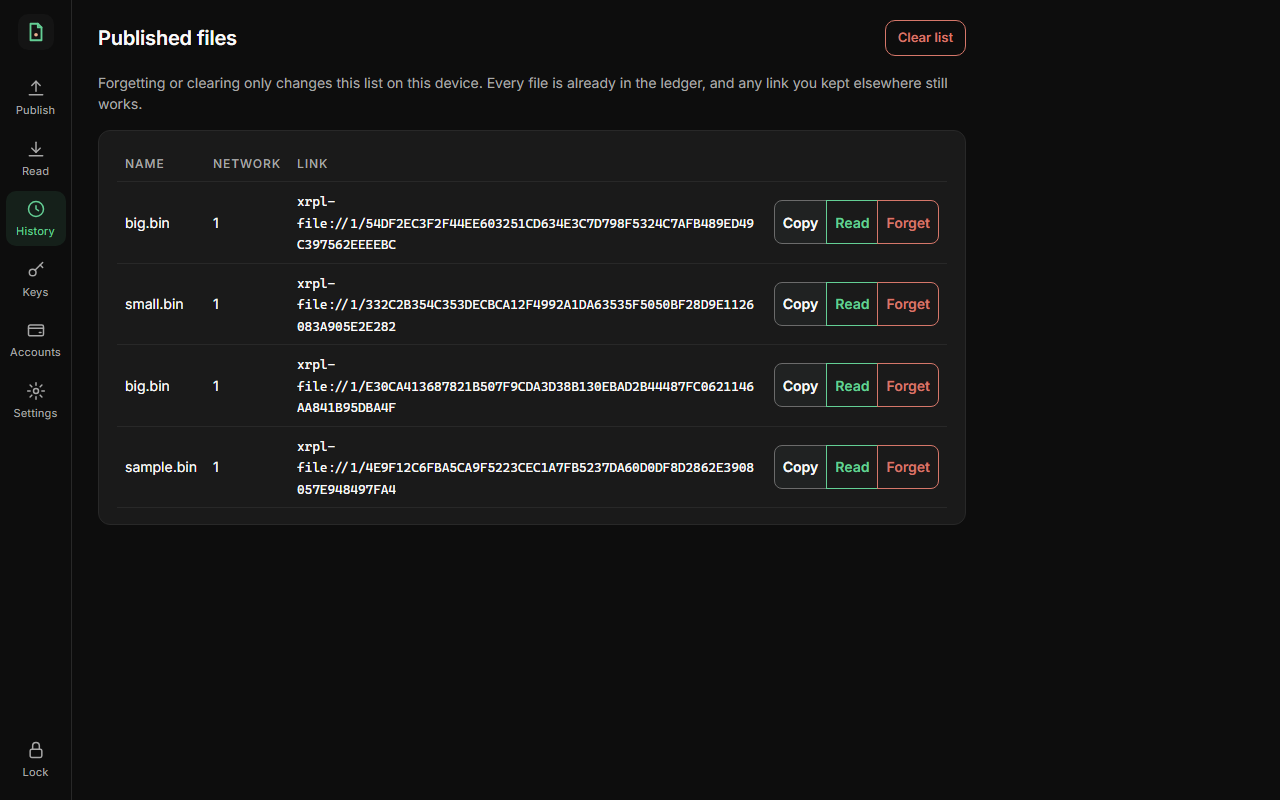 Published files
Clear list
Forgetting or clearing only changes this list on this device. Every file is already in the ledger, and any link you kept elsewhere still
works.
Publish
Read
History
Keys
Accounts
Settings
Lock
NAME NETWORK LINK
big.bin 1
xrpl-
file://1/54DF2EC3F2F44EE603251CD634E3C7D798F5324C7AFB489ED49
C397562EEEEBC
Copy Read Forget
small.bin 1
xrpl-
file://1/332C2B354C353DECBCA12F4992A1DA63535F5050BF28D9E1126
083A905E2E282
Copy Read Forget
big.bin 1
xrpl-
file://1/E30CA413687821B507F9CDA3D38B130EBAD2B44487FC0621146
AA841B95DBA4F
Copy Read Forget
sample.bin 1
xrpl-
file://1/4E9F12C6FBA5CA9F5223CEC1A7FB5237DA60D0DF8D2862E3908
057E948497FA4
Copy Read Forget